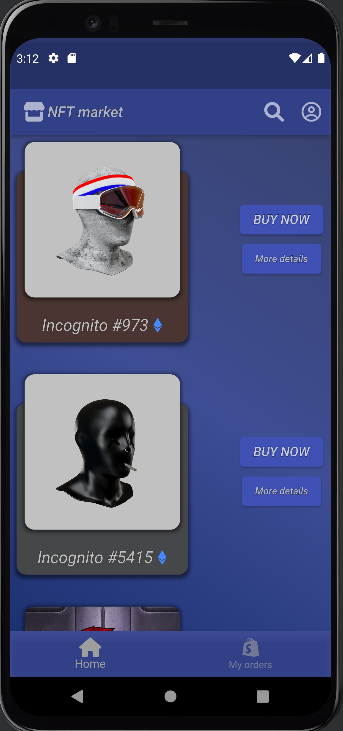 3:12
NFT market
BUY NOW
More details
Incognito #973
BUY NOW
More details
Incognito #5415
Home
My orders